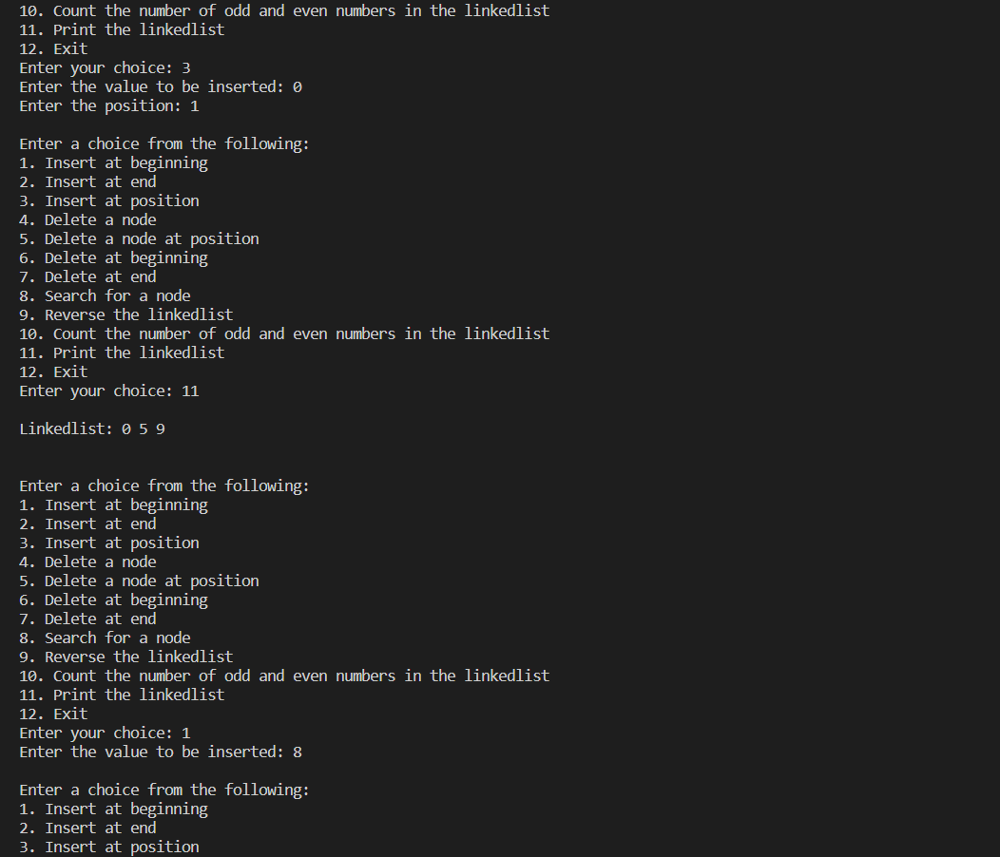 10. Count the number of odd and even numbers in the linkedlist
11. Print the linkedlist
12. Exit
Enter your choice: 3
Enter the value to be inserted: 0
Enter the position: 1
Enter a choice from the following:
1. Insert at beginning
2. Insert at end
3. Insert at position
4. Delete a node
5. Delete a node at position
6. Delete at beginning
7. Delete at end
8. Search for a node
9. Reverse the linkedlist
10. Count the number of odd and even numbers in the linkedlist
11. Print the linkedlist
12. Exit
Enter your choice: 11
Linkedlist: 0 5 9
Enter a choice from the following:
1. Insert at beginning
2. Insert at end
3. Insert at position
4. Delete a node
5. Delete a node at position
6. Delete at beginning
7. Delete at end
8. Search for a node
9. Reverse the linkedlist
10. Count the number of odd and even numbers in the linkedlist
11. Print the linkedlist
12. Exit
Enter your choice: 1
Enter the value to be inserted: 8
Enter a choice from the following:
1. Insert at beginning
2. Insert at end
3. Insert at position